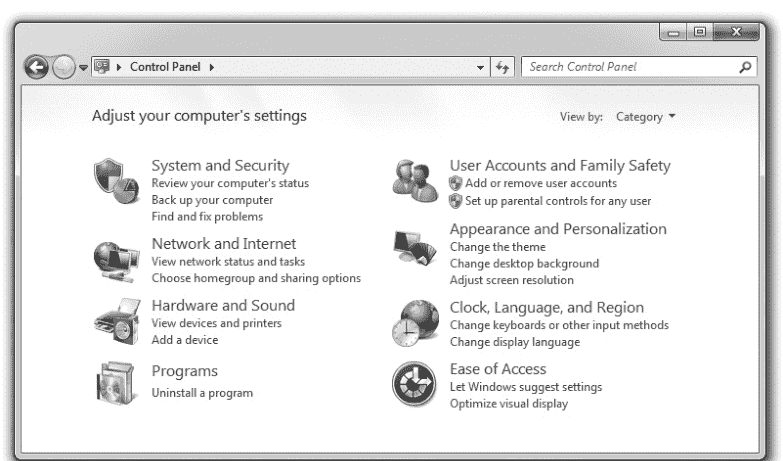 Control Panel
Search Control Panel
Adjust your computer's settings
View by: Category
System and Security
Review your computer's status
Back up your computer
Find and fix problems
Network and Internet
View network status and tasks
Choose homegroup and sharing options
Hardware and Sound
View devices and printers
Add a device
Programs
Uninstall a program
User Accounts and Family Safety
Add or remove user accounts
Set up parental controls for any user
Appearance and Personalization
Change the theme
Change desktop background
Adjust screen resolution
Clock, Language, and Region
Change keyboards or other input methods
Change display language
Ease of Access
Let Windows suggest settings
Optimize visual display